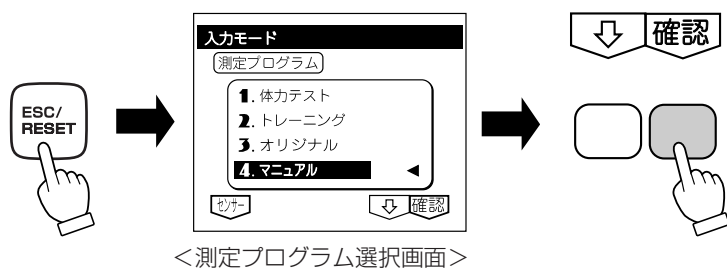 ESC/
RESET
入力モード
測定プログラム
1. 体力テスト
2. トレーニング
3. オリジナル
4. マニュアル ◀
センサー ⇩ 確認
<測定プログラム選択画面>
⇩ 確認